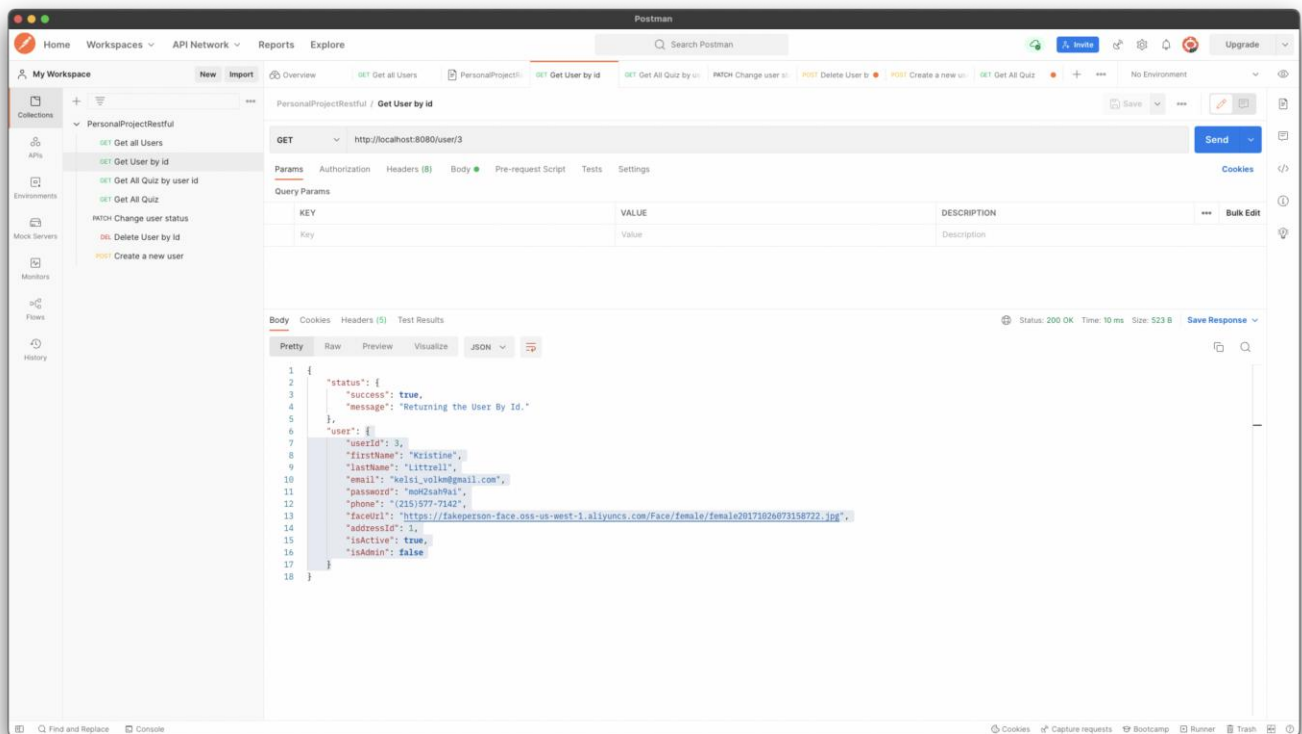 Postman
Home Workspaces API Network Reports Explore
Search Postman
Invite
Upgrade
My Workspace
New Import
Overview
GET Get all Users
PersonalProjectR
GET Get User by id
GET Get All Quiz by us
PATCH Change user st
POST Delete User b
POST Create a new us
GET Get All Quiz
No Environment
Collections
APIs
Environments
Mock Servers
Monitors
Flows
History
PersonalProjectRestful
GET Get all Users
GET Get User by id
GET Get All Quiz by user id
GET Get All Quiz
PATCH Change user status
DEL Delete User by Id
POST Create a new user
PersonalProjectRestful / Get User by id
Save
GET http://localhost:8080/user/3
Send
Params Authorization Headers (8) Body Pre-request Script Tests Settings
Cookies
Query Params
KEY VALUE DESCRIPTION Bulk Edit
Key Value Description
Body Cookies Headers (5) Test Results
Status: 200 OK Time: 10 ms Size: 523 B Save Response
Pretty Raw Preview Visualize JSON
1 {
2 "status": {
3 "success": true,
4 "message": "Returning the User By Id."
5 },
6 "user": {
7 "userId": 3,
8 "firstName": "Kristine",
9 "lastName": "Littrell",
10 "email": "kelsi_volkm@gmail.com",
11 "password": "moH2sah9ai",
12 "phone": "(215)577-7142",
13 "faceUrl": "https://fakeperson-face.oss-us-west-1.aliyuncs.com/Face/female/female20171026073158722.jpg",
14 "addressId": 1,
15 "isActive": true,
16 "isAdmin": false
17 }
18 }
Find and Replace Console
Cookies Capture requests Bootcamp Runner Trash